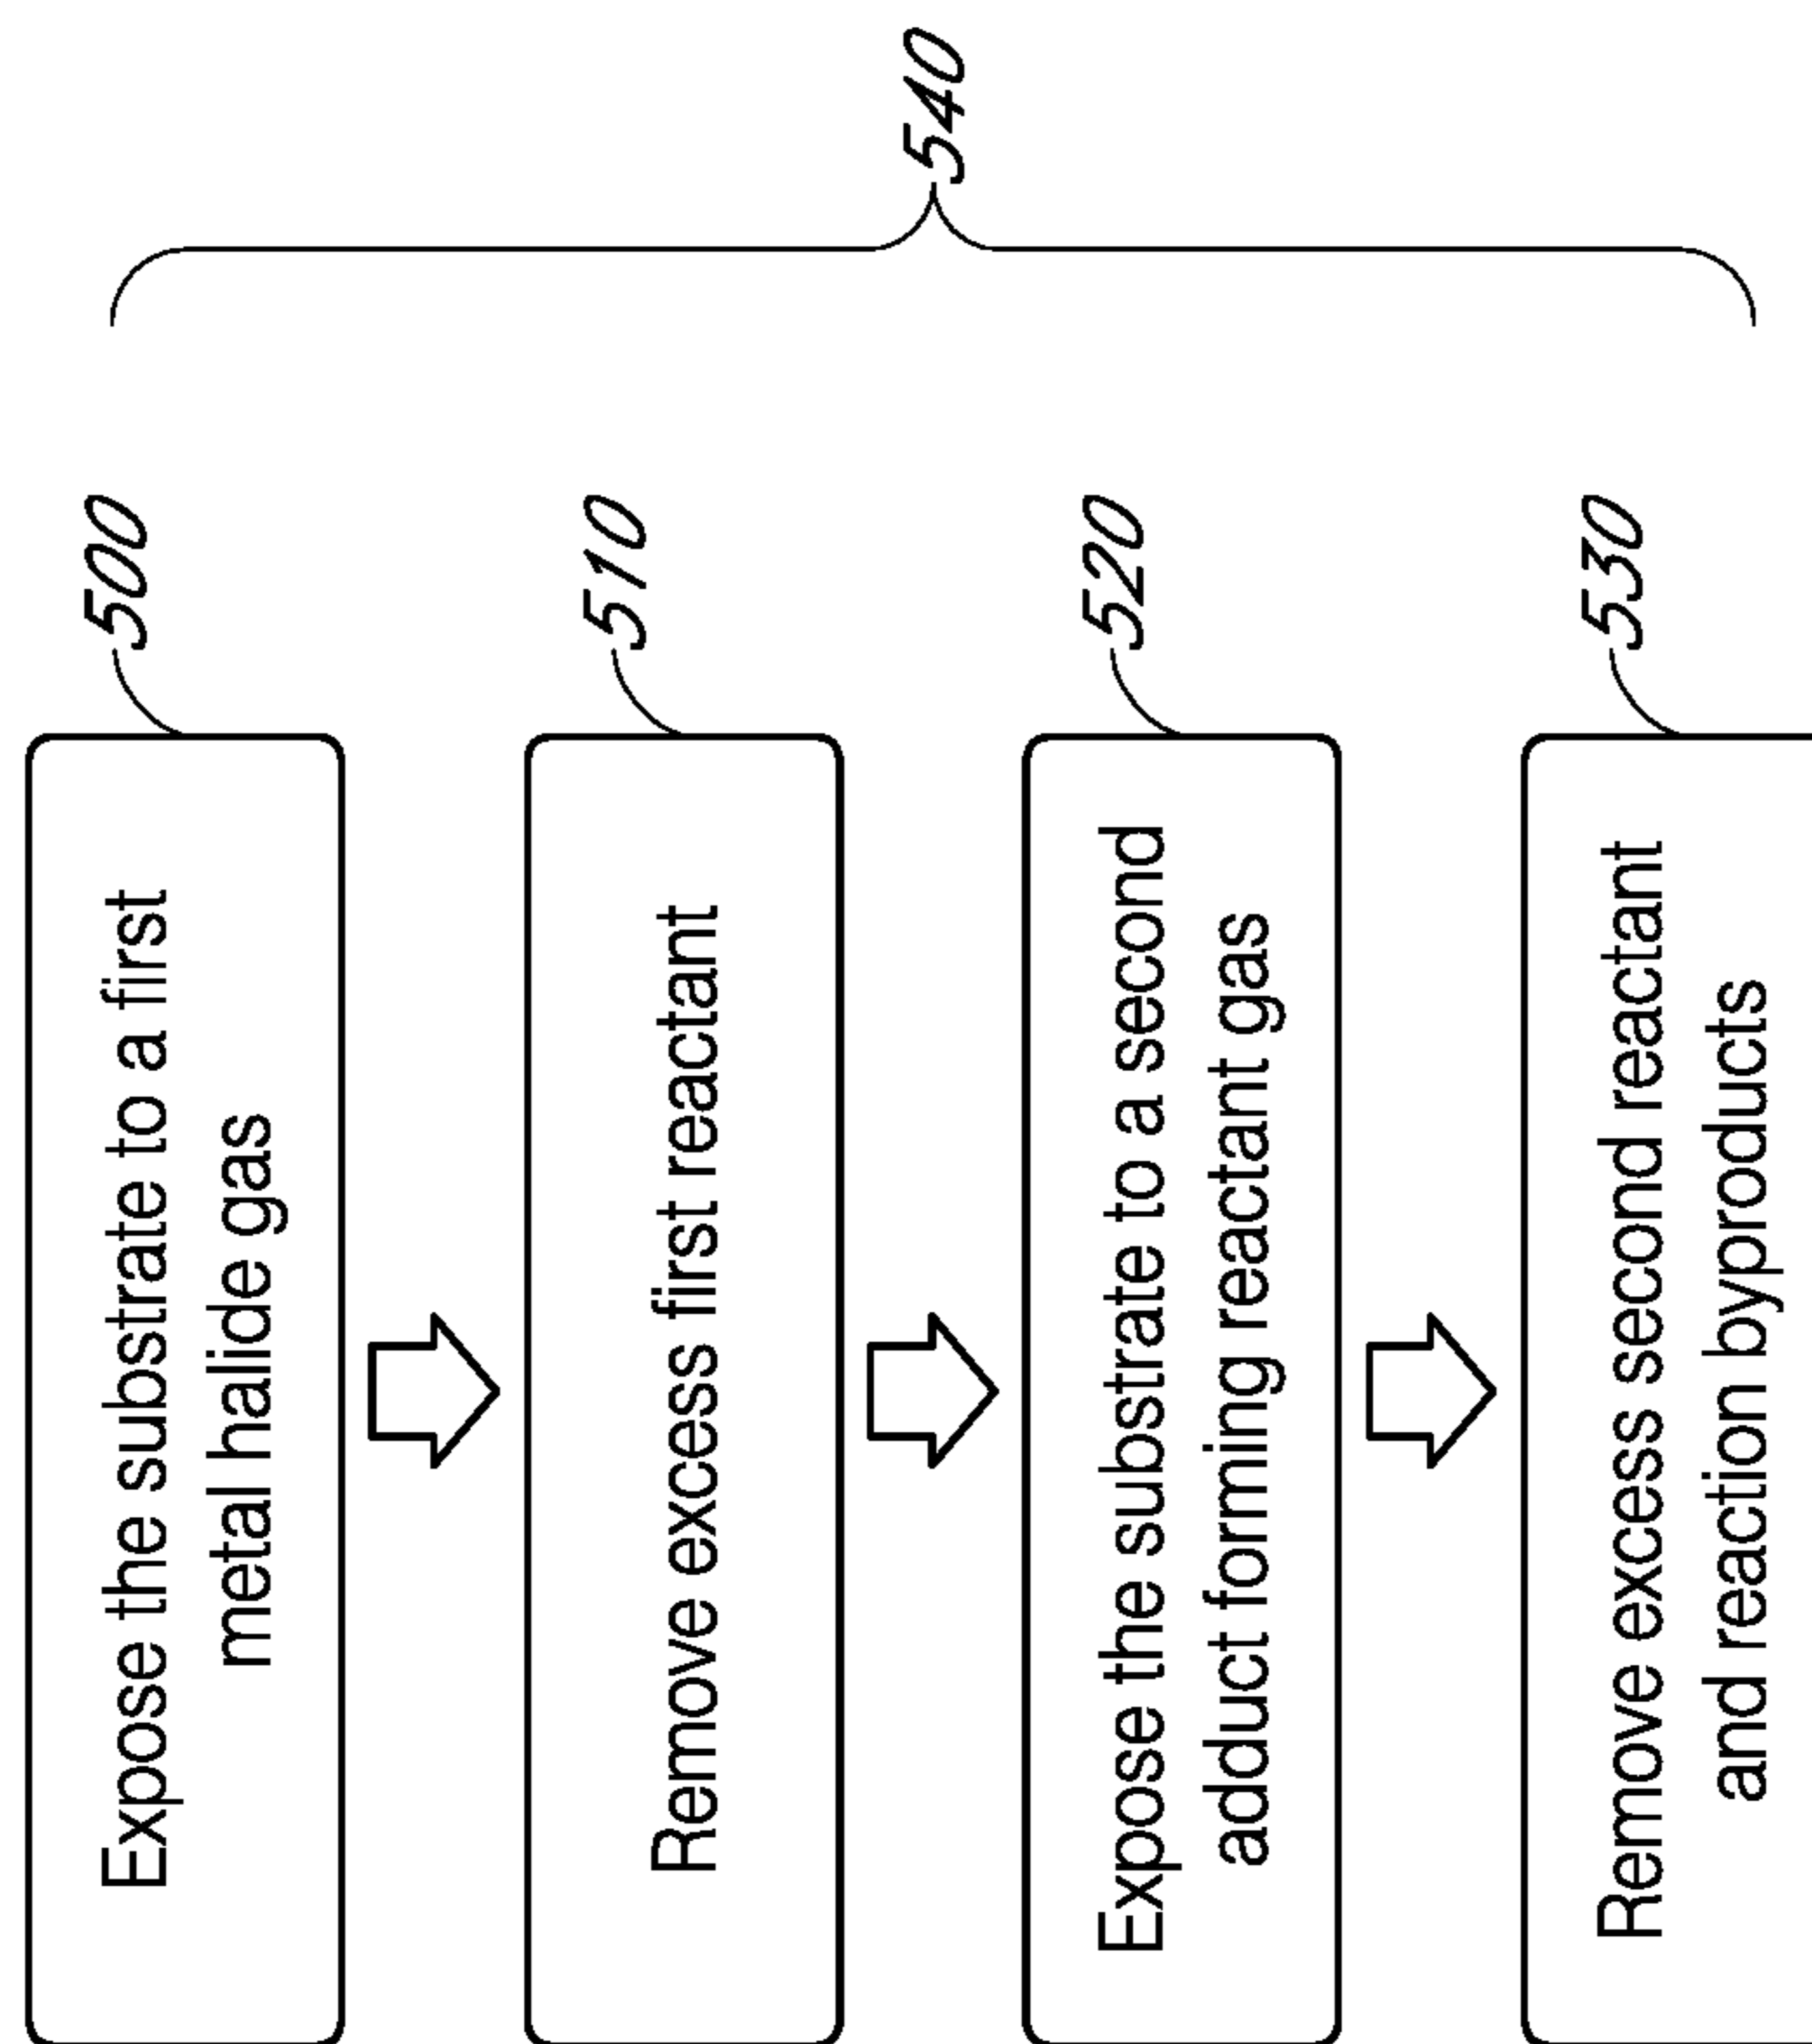 Expose the substrate to a first
metal halide gas
500
Remove excess first reactant
510
Expose the substrate to a second
adduct forming reactant gas
520
Remove excess second reactant
and reaction byproducts
530
540